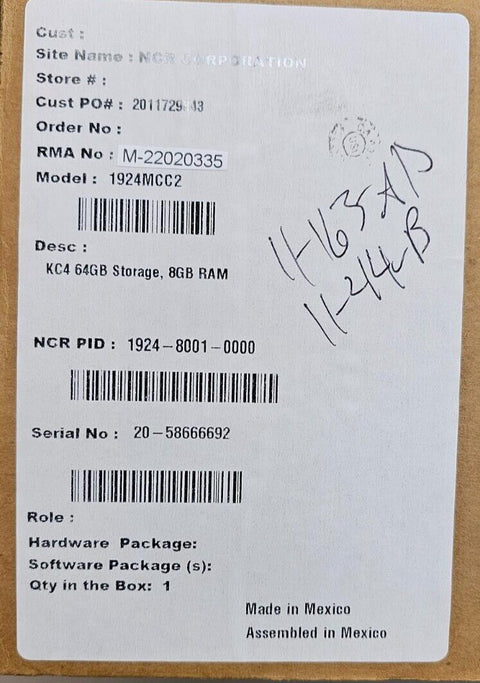 Cust :
Site Name : NCR CORPORATION
Store # :
Cust PO# : 2011729
Order No :
RMA No : M-22020335
Model : 1924MCC2
Desc :
KC4 64GB Storage, 8GB RAM
NCR PID : 1924-8001-0000
Serial No : 20-58666692
Role :
Hardware Package:
Software Package (s):
Qty in the Box: 1
Made in Mexico
Assembled in Mexico